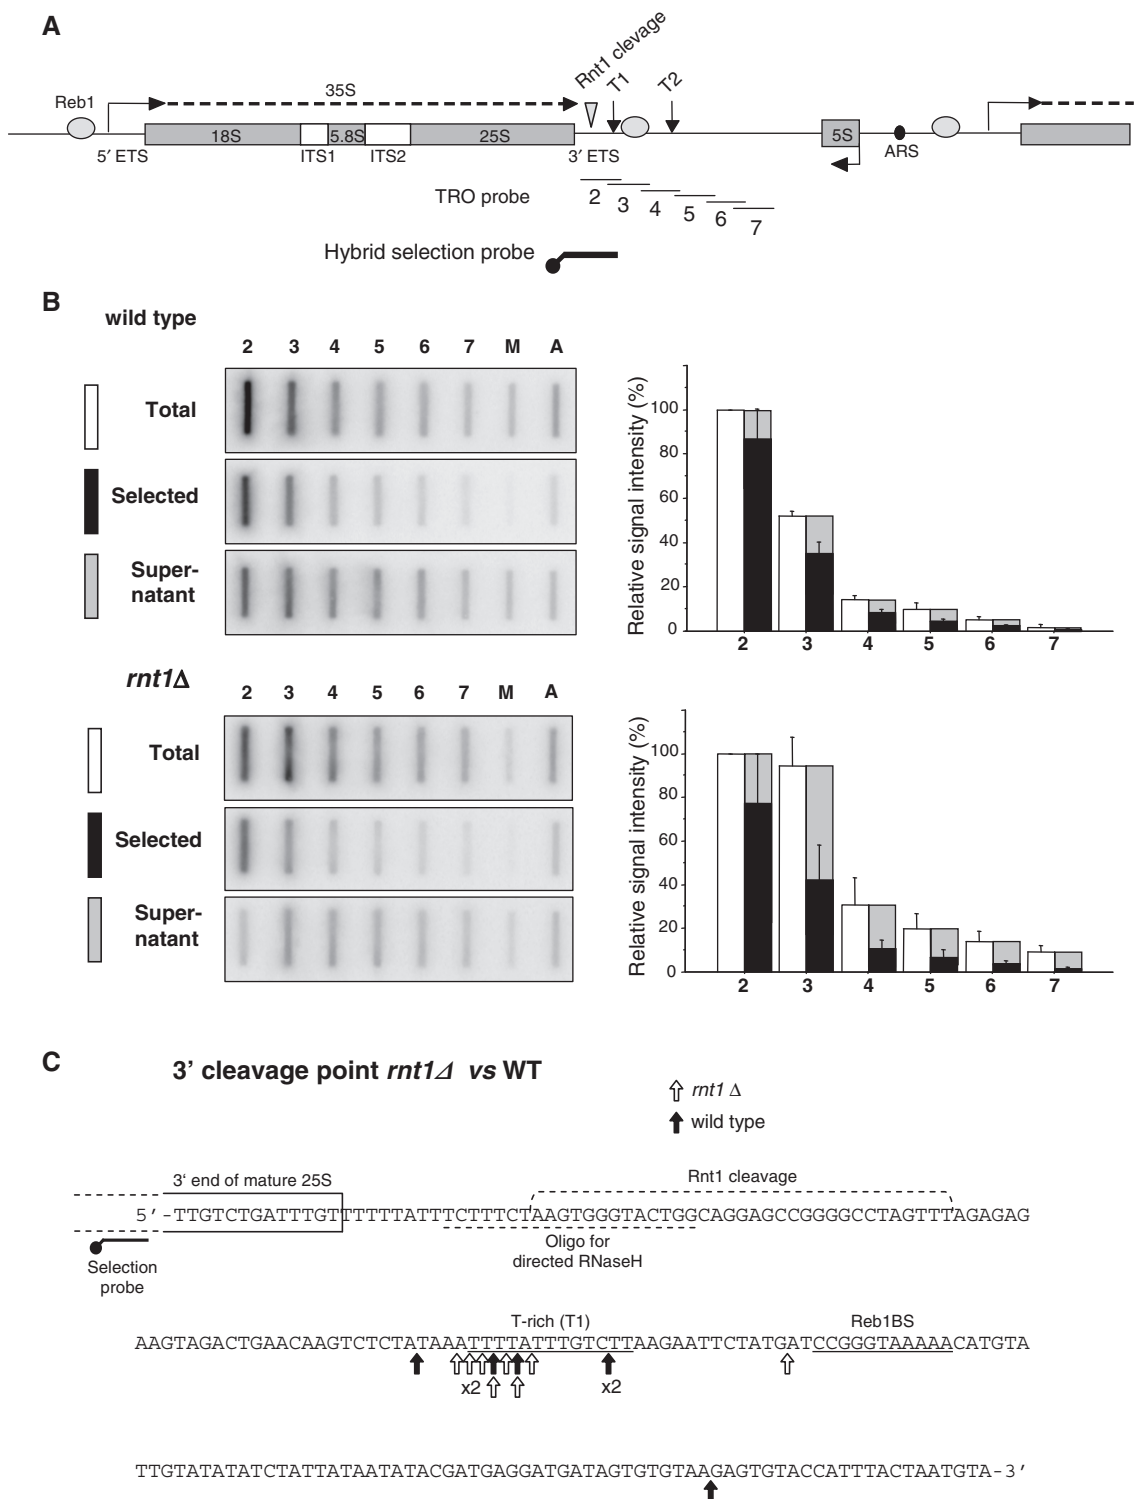 A
Rnt1 clevage
T1
T2
35S
Reb1
18S
5.8S
25S
5S
5′ ETS
ITS1
ITS2
3′ ETS
ARS
TRO probe
2
3
4
5
6
7
Hybrid selection probe
B
wild type
2 3 4 5 6 7 M A
Total
Selected
Super-
natant
Relative signal intensity (%)
100
80
60
40
20
0
2 3 4 5 6 7
rnt1Δ
2 3 4 5 6 7 M A
Total
Selected
Super-
natant
Relative signal intensity (%)
100
80
60
40
20
0
2 3 4 5 6 7
C
3’ cleavage point rnt1Δ vs WT
rnt1 Δ
wild type
3‘ end of mature 25S
Rnt1 cleavage
5’-TTGTCTGATTTGTTTTTTATTTCTTTCTAAGTGGGTACTGGCAGGAGCCGGGGCCTAGTTTAGAGAG
Oligo for
directed RNaseH
Selection
probe
T-rich (T1)
Reb1BS
AAGTAGACTGAACAAGTCTCTATAAATTTTATTTGTCTTAAGAATTCTATGATCCGGGTAAAAACATGTA
x2
x2
TTGTATATATCTATTATAATATACGATGAGGATGATAGTGTGTAAGAGTGTACCATTTACTAATGTA-3’